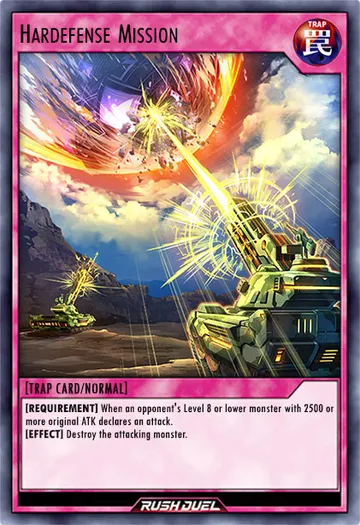 HARDEFENSE MISSION
TRAP
罠
[TRAP CARD/NORMAL]
[REQUIREMENT] When an opponent's Level 8 or lower monster with 2500 or
more original ATK declares an attack.
[EFFECT] Destroy the attacking monster.
RUSH DUEL